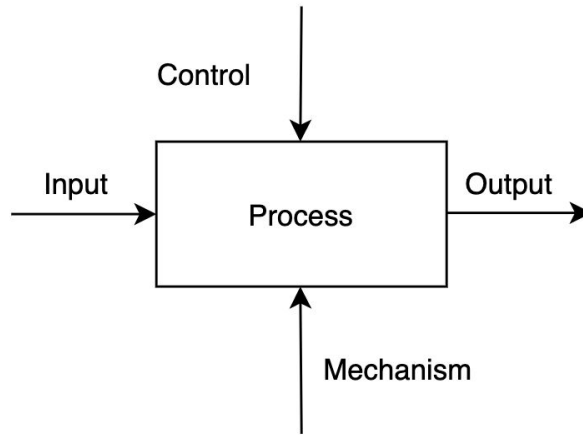 Control
Input
Output
Process
Mechanism